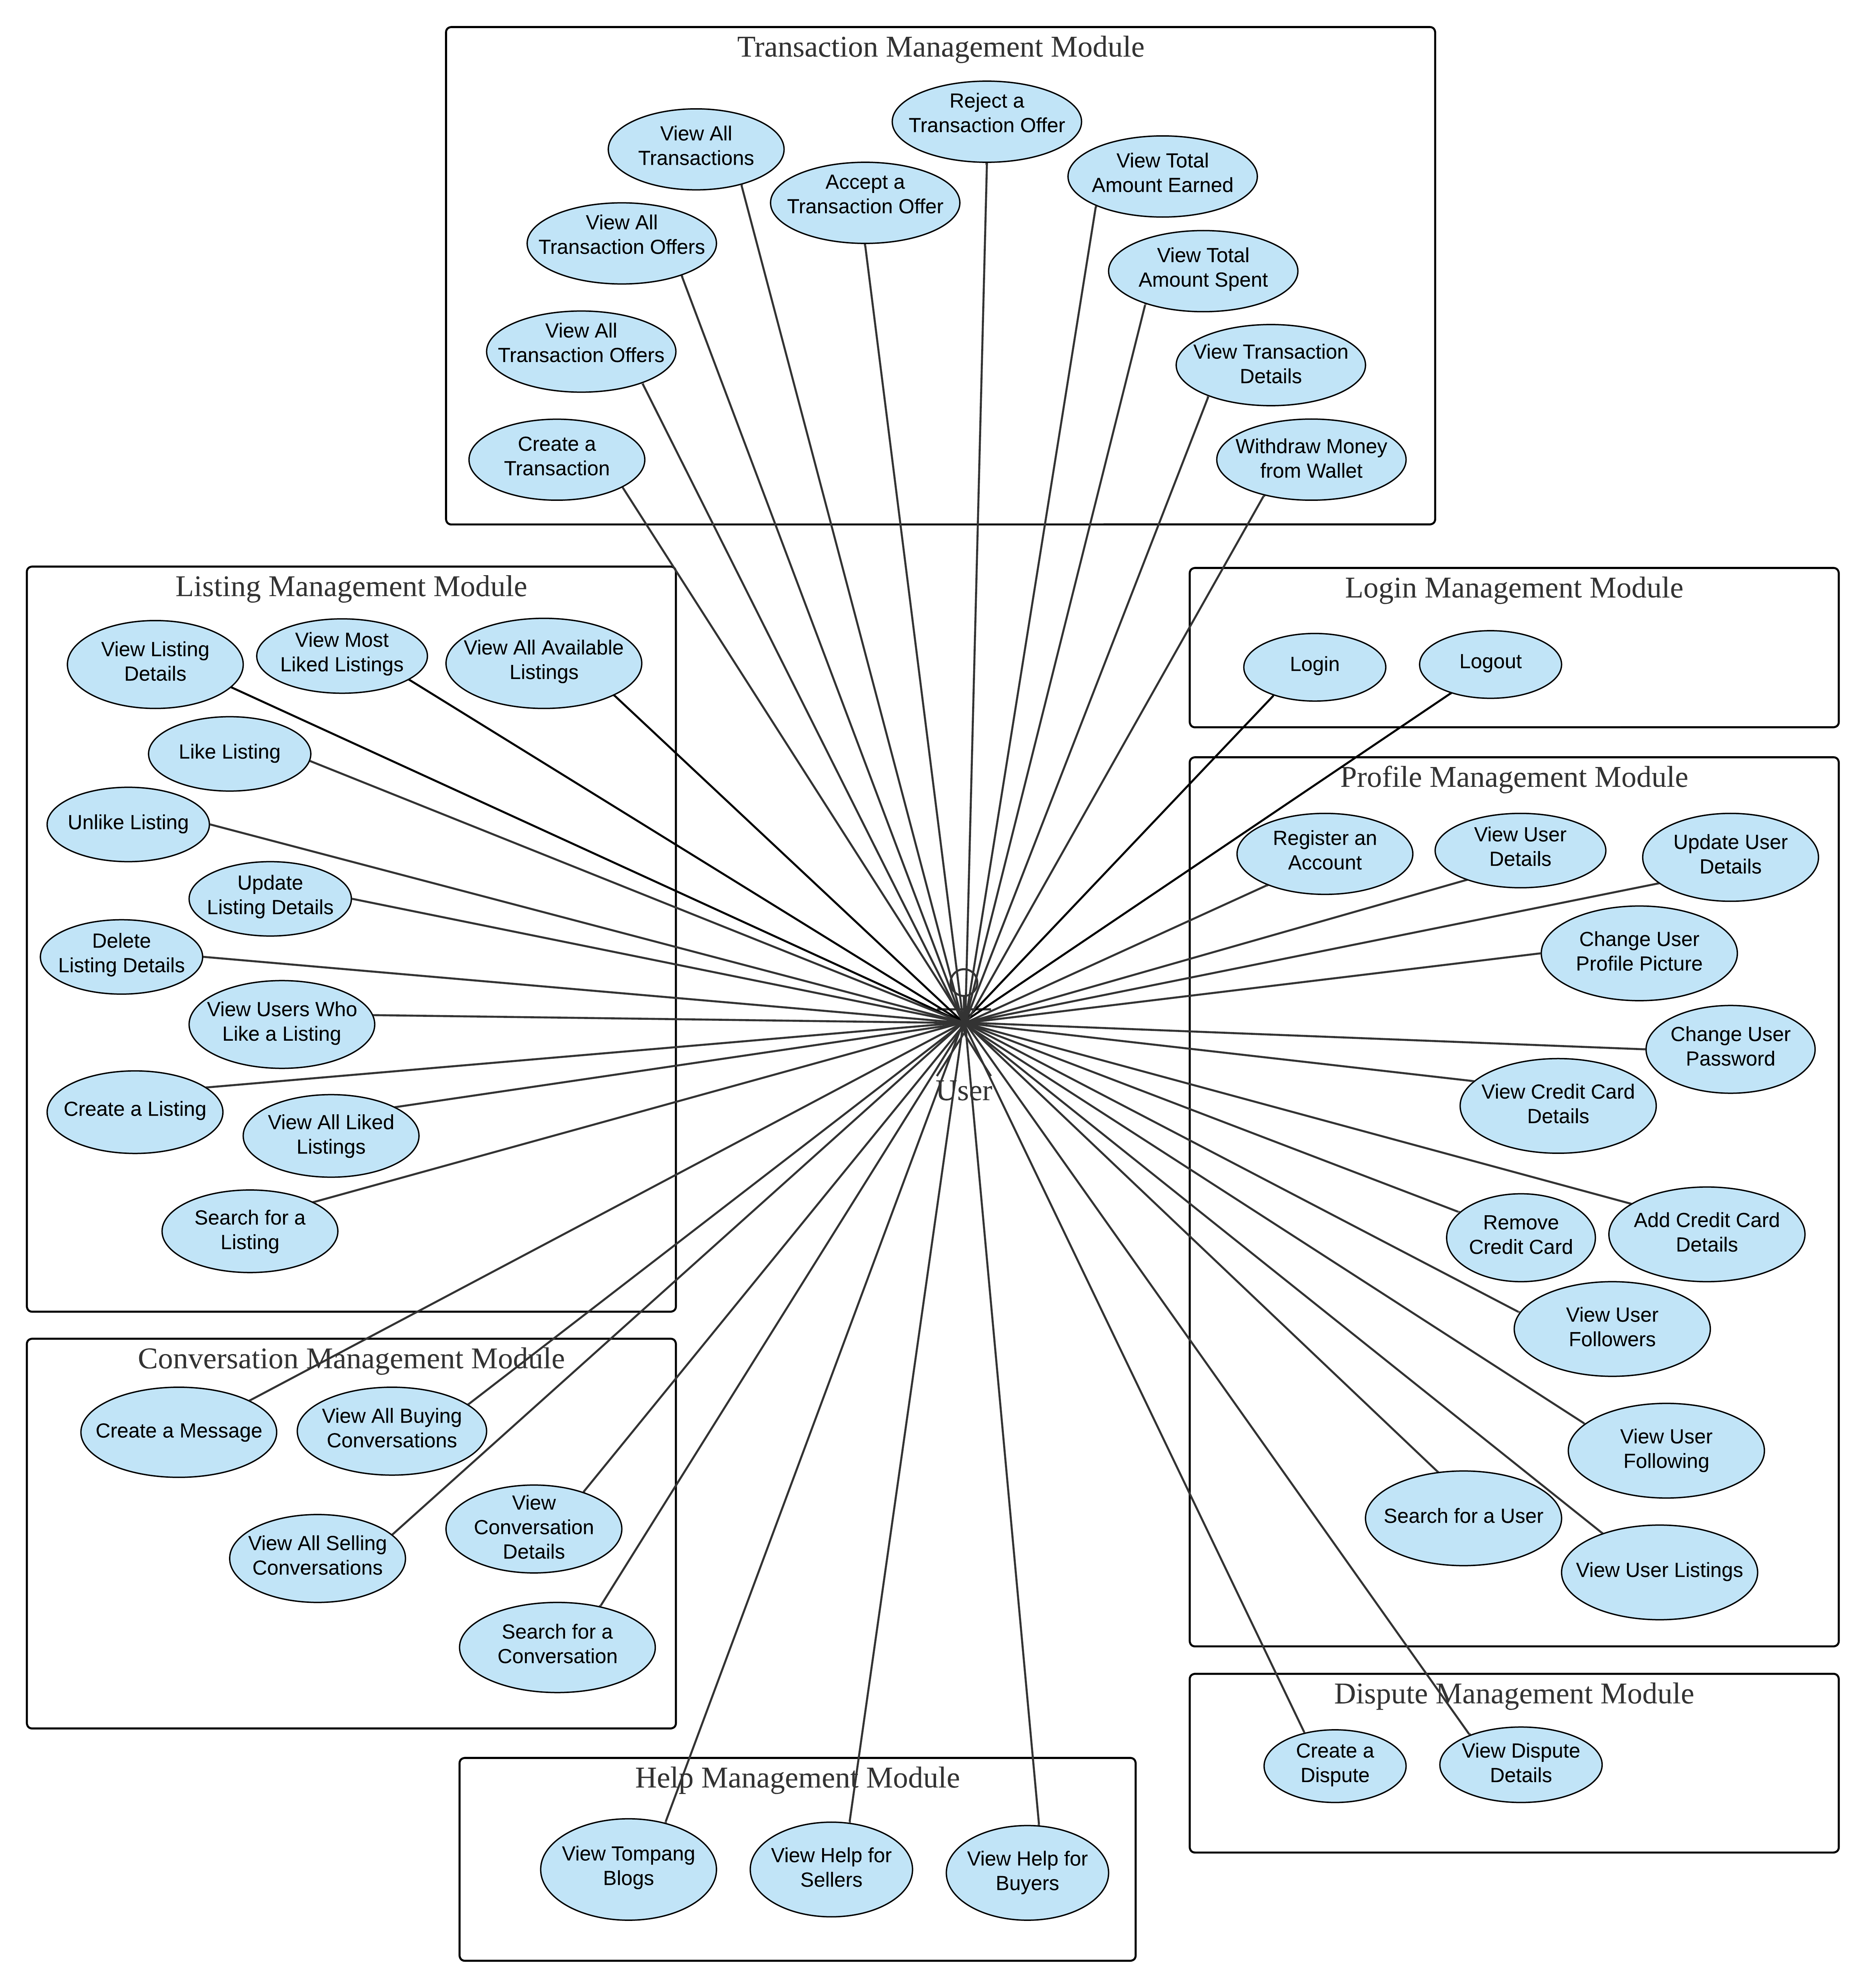 Transaction Management Module
Reject a
Transaction Offer
View All
Transactions
View Total
Amount Earned
Accept a
Transaction Offer
View All
Transaction Offers
View Total
Amount Spent
View All
Transaction Offers
View Transaction
Details
Create a
Transaction
Withdraw Money
from Wallet
Listing Management Module
View Listing
Details
View Most
Liked Listings
View All Available
Listings
Like Listing
Unlike Listing
Update
Listing Details
Delete
Listing Details
View Users Who
Like a Listing
Create a Listing
View All Liked
Listings
Search for a
Listing
Login Management Module
Login
Logout
Profile Management Module
Register an
Account
View User
Details
Update User
Details
Change User
Profile Picture
Change User
Password
View Credit Card
Details
Remove
Credit Card
Add Credit Card
Details
View User
Followers
View User
Following
Search for a User
View User Listings
User
Conversation Management Module
Create a Message
View All Buying
Conversations
View All Selling
Conversations
View
Conversation
Details
Search for a
Conversation
Dispute Management Module
Create a
Dispute
View Dispute
Details
Help Management Module
View Tompang
Blogs
View Help for
Sellers
View Help for
Buyers